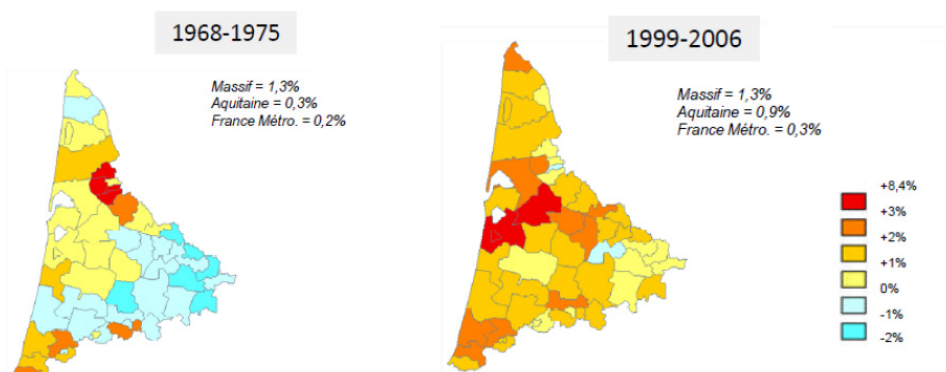 1968-1975
Massif = 1,3%
Aquitaine = 0,3%
France Métro. = 0,2%
1999-2006
Massif = 1,3%
Aquitaine = 0,9%
France Métro. = 0,3%
+8,4%
+3%
+2%
+1%
0%
-1%
-2%